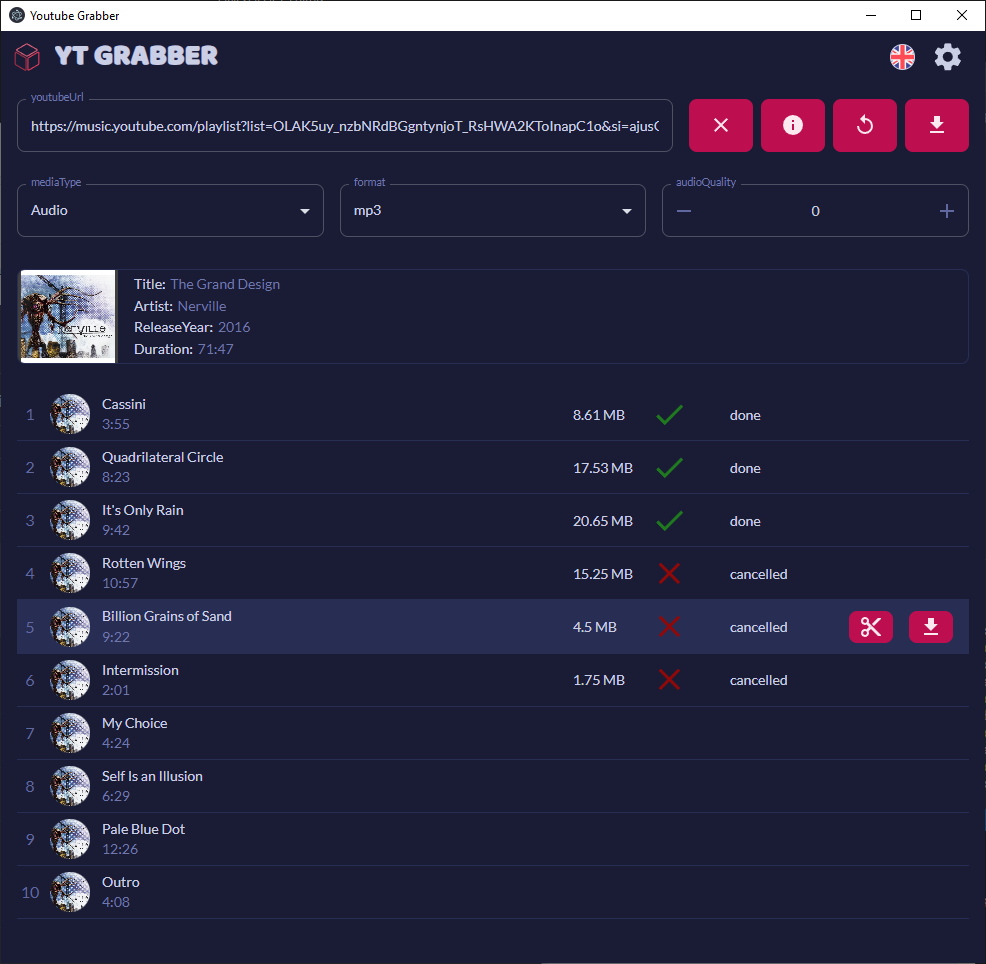 Youtube Grabber
YT GRABBER
youtubeUrl
https://music.youtube.com/playlist?list=OLAK5uy_nzbNRdBGgntynjoT_RsHWA2KToInapC1o&si=ajus
mediaType
Audio
format
mp3
audioQuality
0
Title: The Grand Design
Artist: Nerville
ReleaseYear: 2016
Duration: 71:47
1
Cassini
3:55
8.61 MB
done
2
Quadrilateral Circle
8:23
17.53 MB
done
3
It's Only Rain
9:42
20.65 MB
done
4
Rotten Wings
10:57
15.25 MB
cancelled
5
Billion Grains of Sand
9:22
4.5 MB
cancelled
6
Intermission
2:01
1.75 MB
cancelled
7
My Choice
4:24
8
Self Is an Illusion
6:29
9
Pale Blue Dot
12:26
10
Outro
4:08